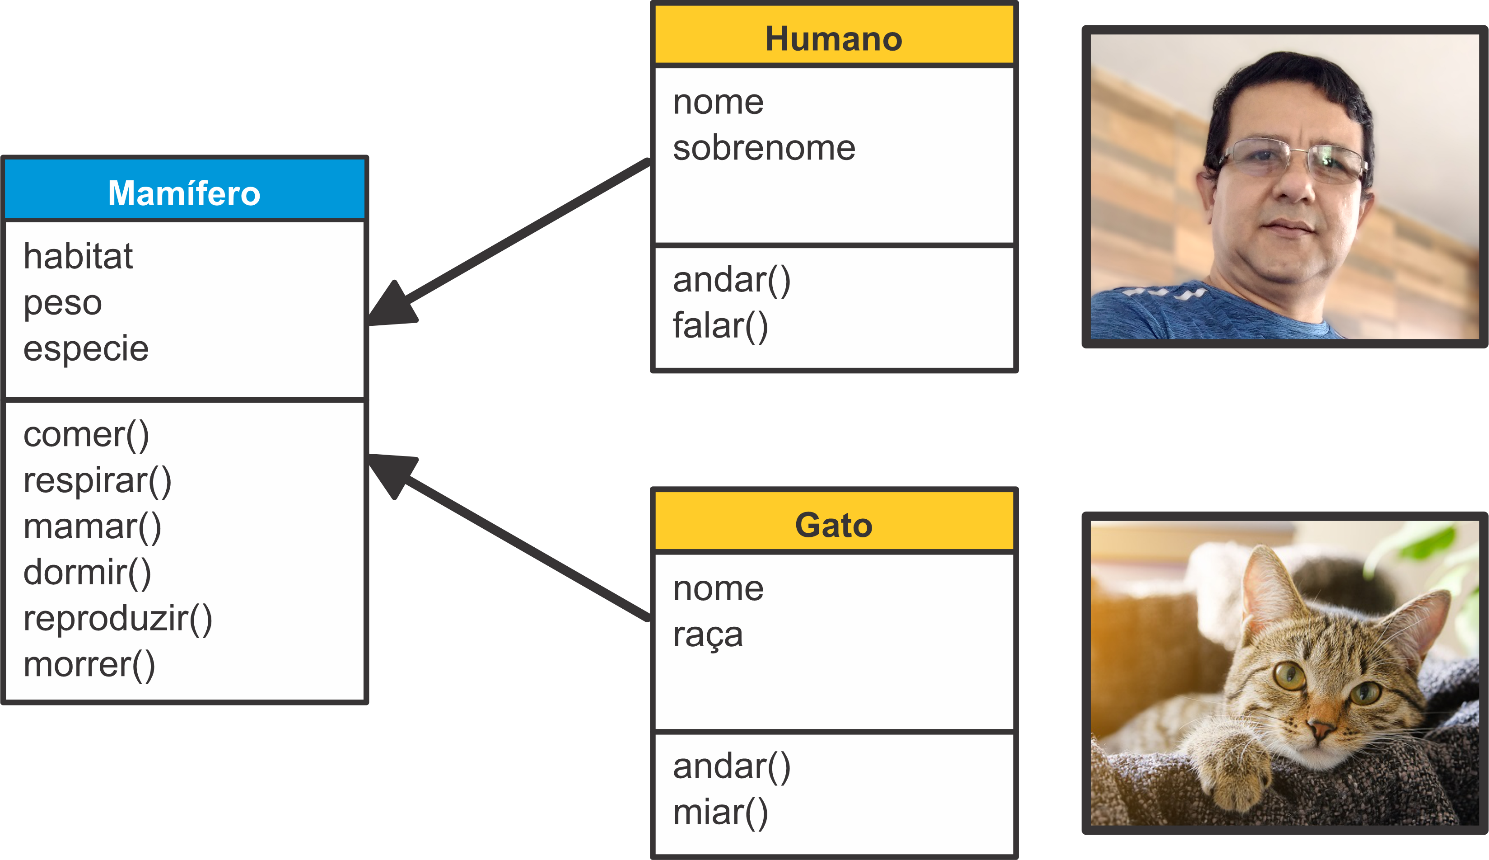 Mamífero
habitat
peso
especie
comer()
respirar()
mamar()
dormir()
reproduzir()
morrer()
Humano
nome
sobrenome
andar()
falar()
Gato
nome
raça
andar()
miar()